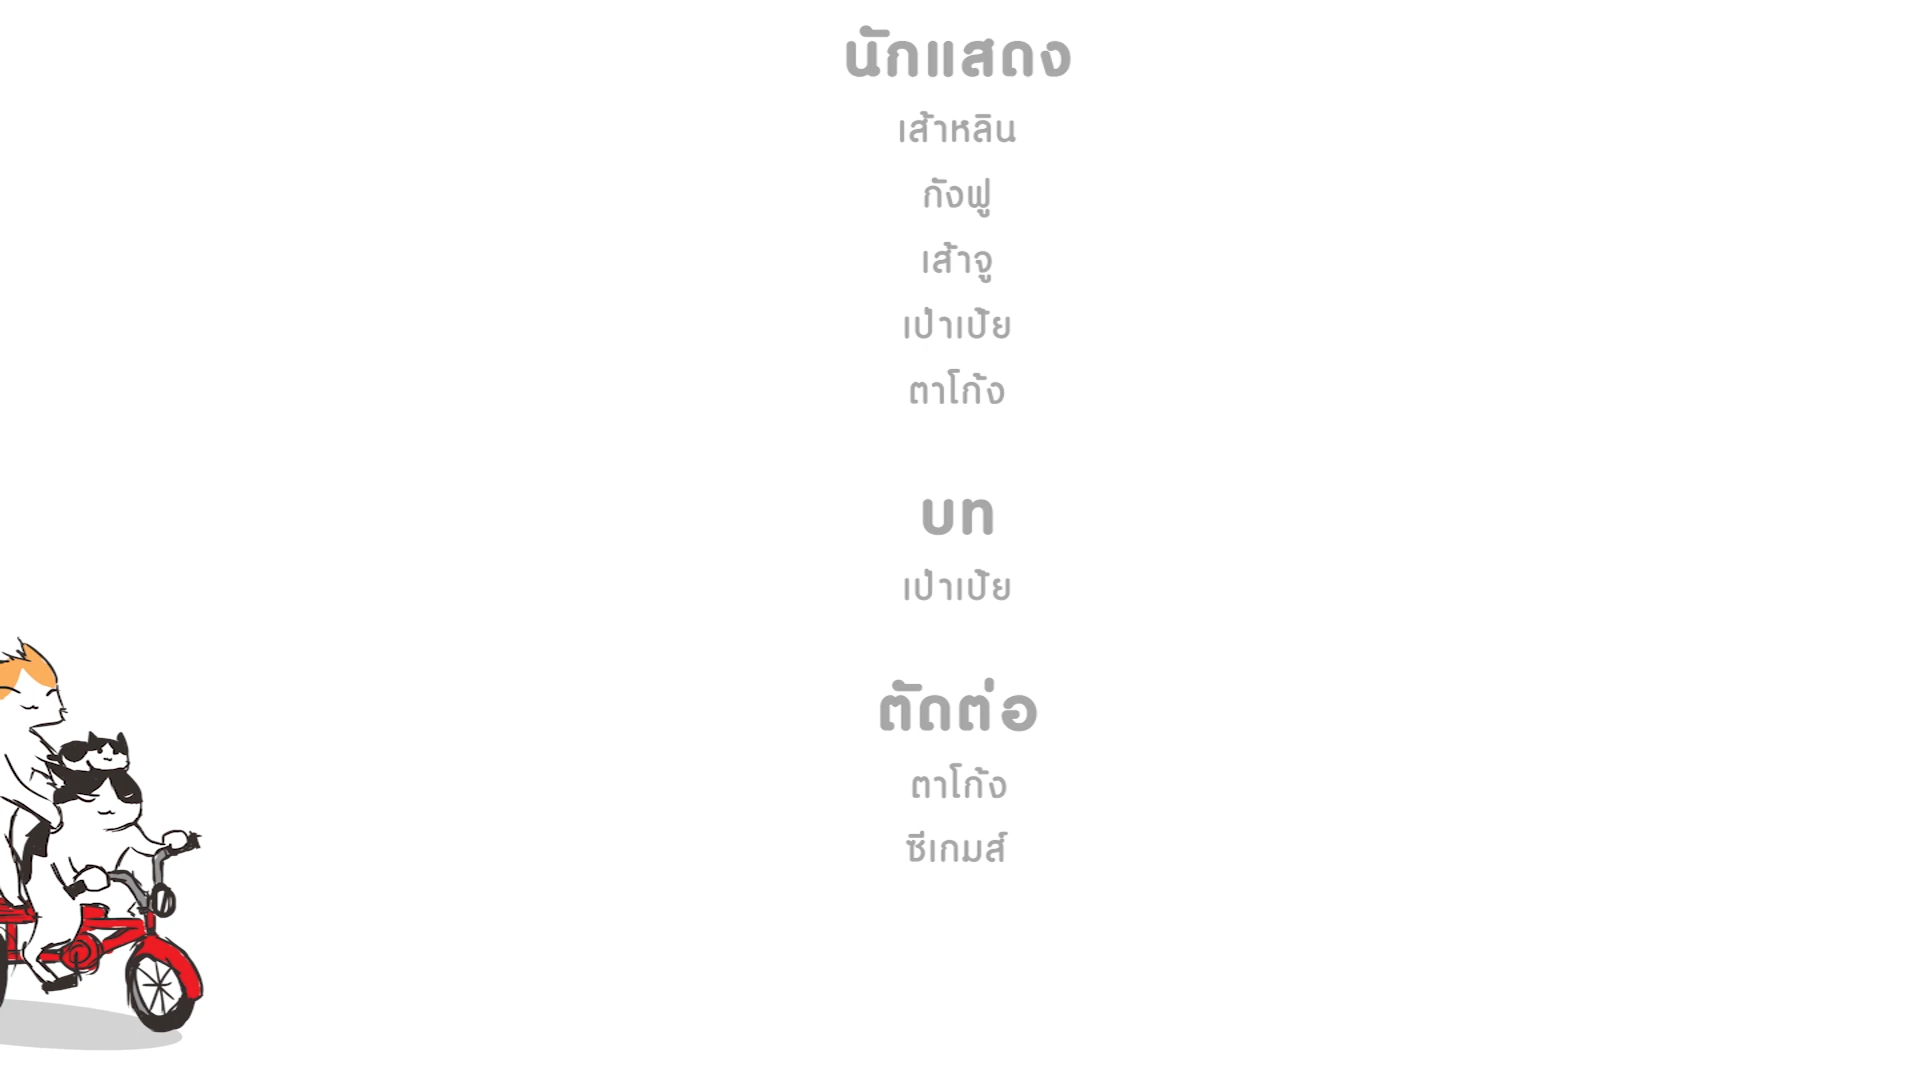 นักแสดง
เส้าหลิน
กังฟู
เส้าจู
เป่าเป้ย
ตาโก้ง
บท
เป่าเป้ย
ตัดต่อ
ตาโก้ง
ซีเกมส์